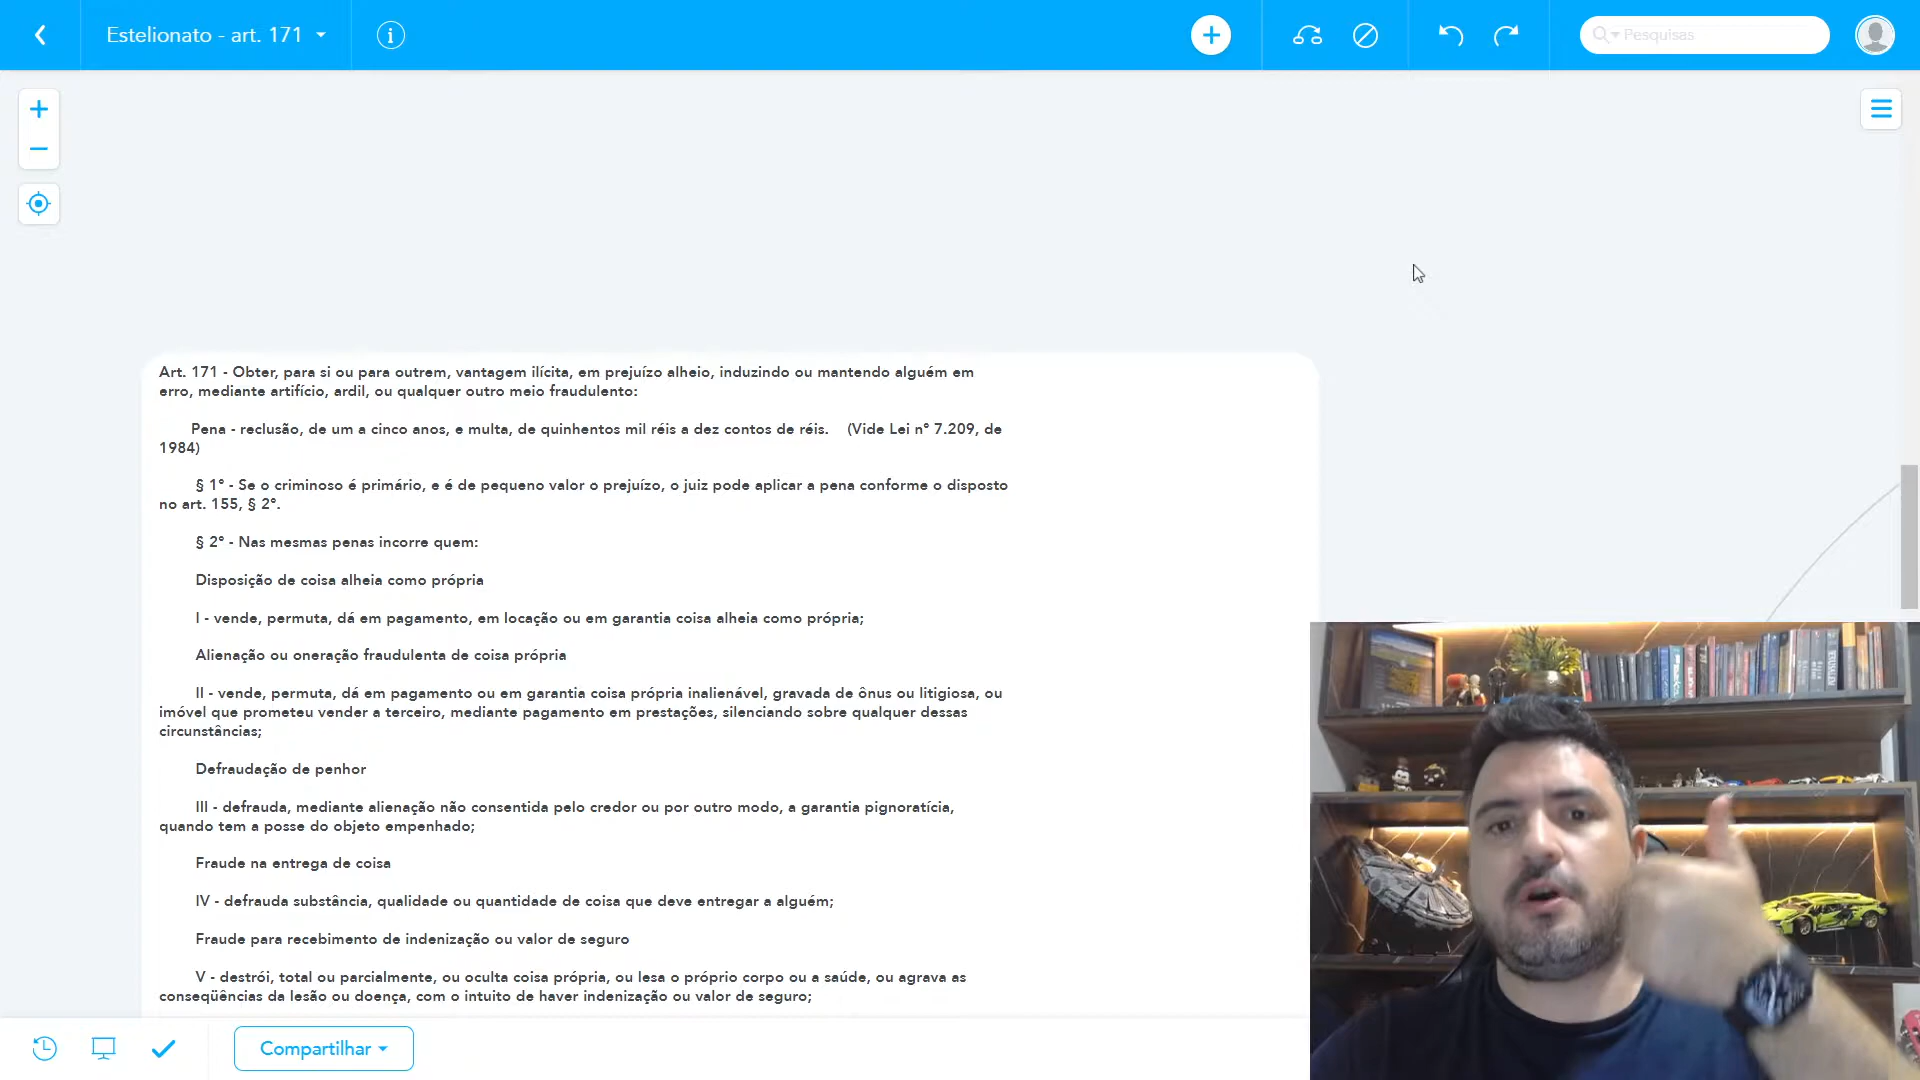 Estelionato - art. 171
Pesquisas
Art. 171 - Obter, para si ou para outrem, vantagem ilícita, em prejuízo alheio, induzindo ou mantendo alguém em
erro, mediante artifício, ardil, ou qualquer outro meio fraudulento:
Pena - reclusão, de um a cinco anos, e multa, de quinhentos mil réis a dez contos de réis. (Vide Lei nº 7.209, de
1984)
§ 1º - Se o criminoso é primário, e é de pequeno valor o prejuízo, o juiz pode aplicar a pena conforme o disposto
no art. 155, § 2º.
§ 2º - Nas mesmas penas incorre quem:
Disposição de coisa alheia como própria
I - vende, permuta, dá em pagamento, em locação ou em garantia coisa alheia como própria;
Alienação ou oneração fraudulenta de coisa própria
II - vende, permuta, dá em pagamento ou em garantia coisa própria inalienável, gravada de ônus ou litigiosa, ou
imóvel que prometeu vender a terceiro, mediante pagamento em prestações, silenciando sobre qualquer dessas
circunstâncias;
Defraudação de penhor
III - defrauda, mediante alienação não consentida pelo credor ou por outro modo, a garantia pignoratícia,
quando tem a posse do objeto empenhado;
Fraude na entrega de coisa
IV - defrauda substância, qualidade ou quantidade de coisa que deve entregar a alguém;
Fraude para recebimento de indenização ou valor de seguro
V - destrói, total ou parcialmente, ou oculta coisa própria, ou lesa o próprio corpo ou a saúde, ou agrava as
conseqüências da lesão ou doença, com o intuito de haver indenização ou valor de seguro;
Compartilhar